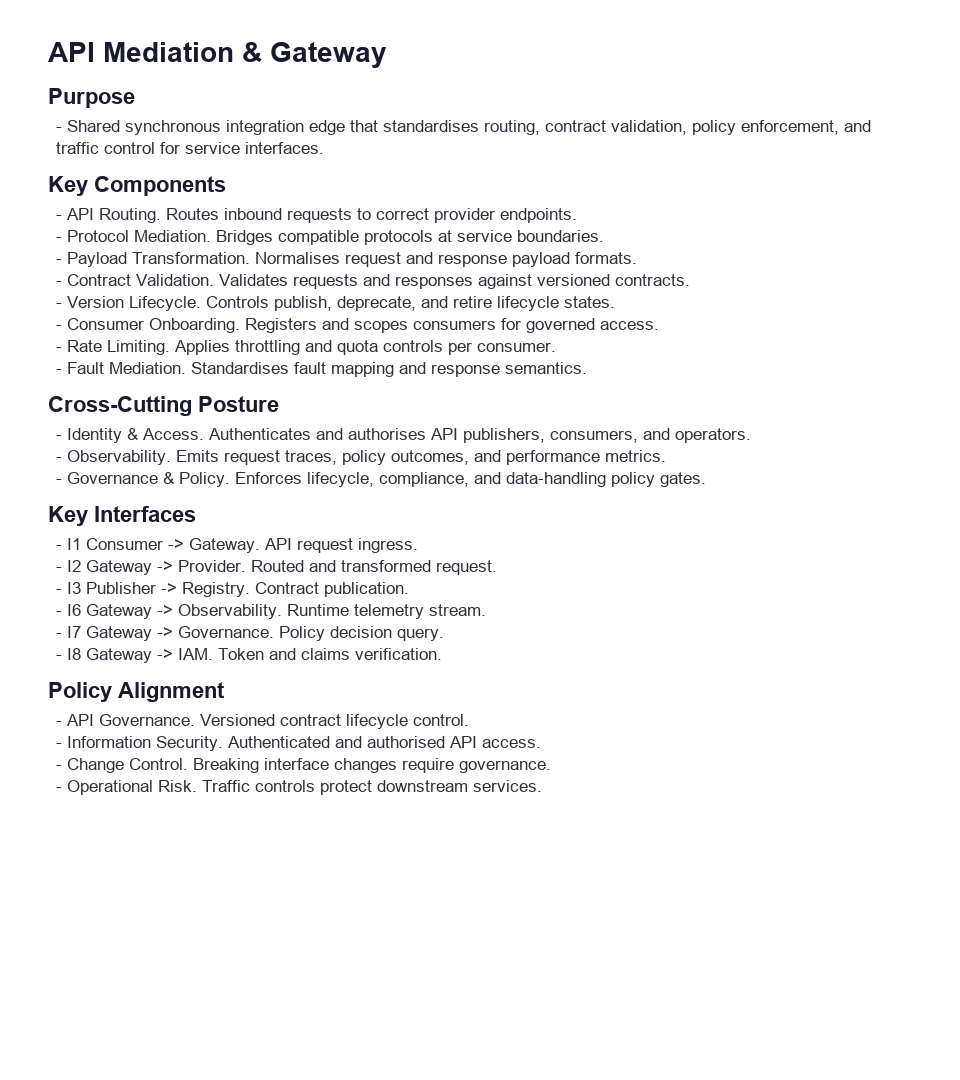 API Mediation & Gateway
Purpose
- Shared synchronous integration edge that standardises routing, contract validation, policy enforcement, and
traffic control for service interfaces.
Key Components
- API Routing. Routes inbound requests to correct provider endpoints.
- Protocol Mediation. Bridges compatible protocols at service boundaries.
- Payload Transformation. Normalises request and response payload formats.
- Contract Validation. Validates requests and responses against versioned contracts.
- Version Lifecycle. Controls publish, deprecate, and retire lifecycle states.
- Consumer Onboarding. Registers and scopes consumers for governed access.
- Rate Limiting. Applies throttling and quota controls per consumer.
- Fault Mediation. Standardises fault mapping and response semantics.
Cross-Cutting Posture
- Identity & Access. Authenticates and authorises API publishers, consumers, and operators.
- Observability. Emits request traces, policy outcomes, and performance metrics.
- Governance & Policy. Enforces lifecycle, compliance, and data-handling policy gates.
Key Interfaces
- I1 Consumer -> Gateway. API request ingress.
- I2 Gateway -> Provider. Routed and transformed request.
- I3 Publisher -> Registry. Contract publication.
- I6 Gateway -> Observability. Runtime telemetry stream.
- I7 Gateway -> Governance. Policy decision query.
- I8 Gateway -> IAM. Token and claims verification.
Policy Alignment
- API Governance. Versioned contract lifecycle control.
- Information Security. Authenticated and authorised API access.
- Change Control. Breaking interface changes require governance.
- Operational Risk. Traffic controls protect downstream services.